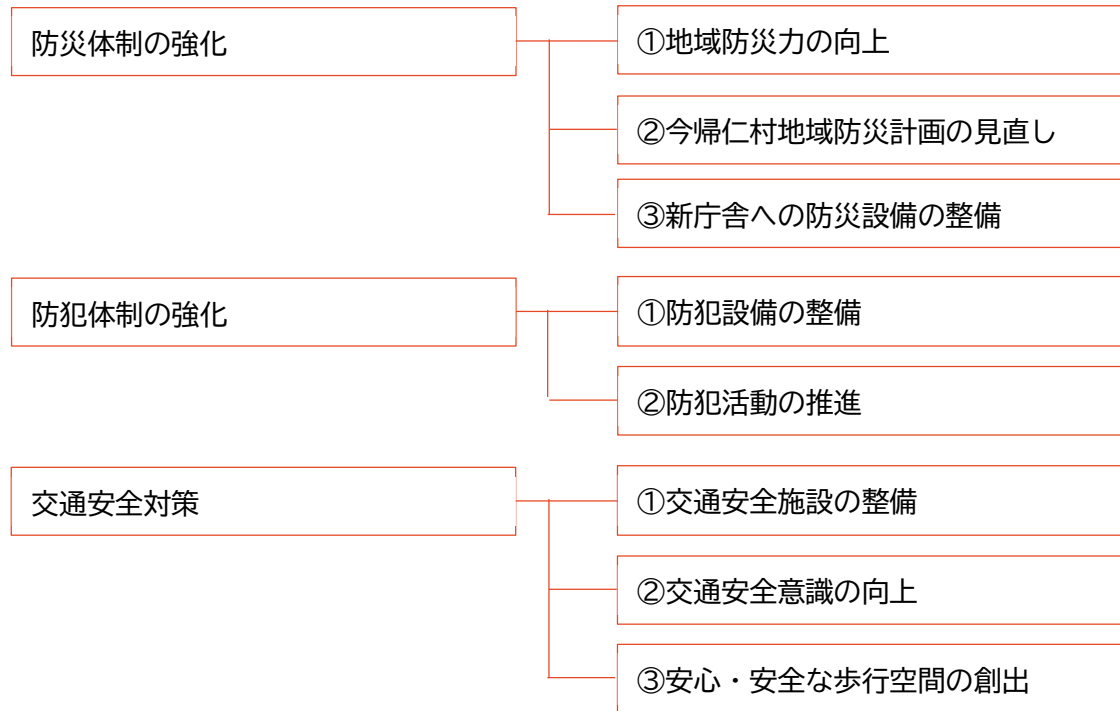 防災体制の強化
①地域防災力の向上
②今帰仁村地域防災計画の見直し
③新庁舎への防災設備の整備
防犯体制の強化
①防犯設備の整備
②防犯活動の推進
交通安全対策
①交通安全施設の整備
②交通安全意識の向上
③安心・安全な歩行空間の創出